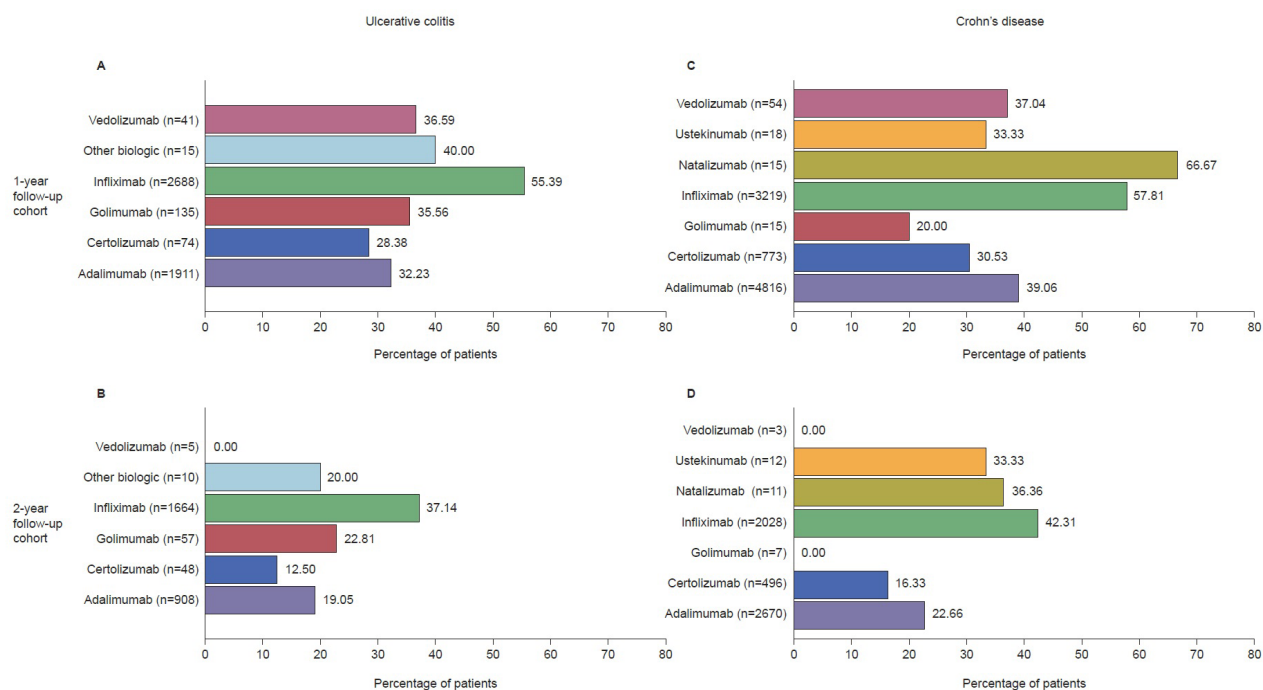 Ulcerative colitis
Crohn's disease
1-year
follow-up
cohort
A
Vedolizumab (n=41)
36.59
Other biologic (n=15)
40.00
Infliximab (n=2688)
55.39
Golimumab (n=135)
35.56
Certolizumab (n=74)
28.38
Adalimumab (n=1911)
32.23
0 10 20 30 40 50 60 70 80
Percentage of patients
C
Vedolizumab (n=54)
37.04
Ustekinumab (n=18)
33.33
Natalizumab (n=15)
66.67
Infliximab (n=3219)
57.81
Golimumab (n=15)
20.00
Certolizumab (n=773)
30.53
Adalimumab (n=4816)
39.06
0 10 20 30 40 50 60 70 80
Percentage of patients
2-year
follow-up
cohort
B
Vedolizumab (n=5)
0.00
Other biologic (n=10)
20.00
Infliximab (n=1664)
37.14
Golimumab (n=57)
22.81
Certolizumab (n=48)
12.50
Adalimumab (n=908)
19.05
0 10 20 30 40 50 60 70 80
Percentage of patients
D
Vedolizumab (n=3)
0.00
Ustekinumab (n=12)
33.33
Natalizumab (n=11)
36.36
Infliximab (n=2028)
42.31
Golimumab (n=7)
0.00
Certolizumab (n=496)
16.33
Adalimumab (n=2670)
22.66
0 10 20 30 40 50 60 70 80
Percentage of patients